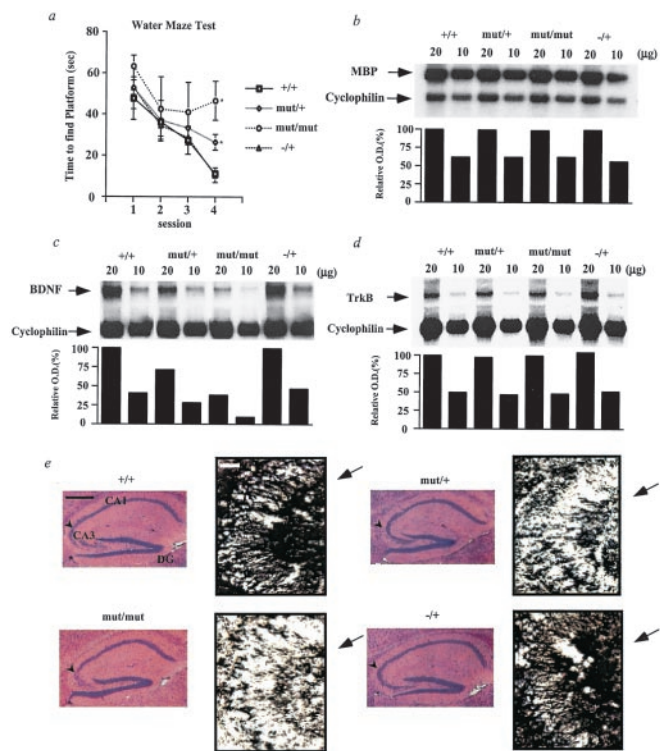 a
Water Maze Test
Time to find Platform (sec)
80
60
40
20
0
1 2 3 4
session
+/+
mut/+
mut/mut
-/+
b
+/+ mut/+ mut/mut -/+
20 10 20 10 20 10 20 10 (µg)
MBP
Cyclophilin
Relative O.D.(%)
100
75
50
25
0
c
+/+ mut/+ mut/mut -/+
20 10 20 10 20 10 20 10 (µg)
BDNF
Cyclophilin
Relative O.D.(%)
100
75
50
25
0
d
+/+ mut/+ mut/mut -/+
20 10 20 10 20 10 20 10 (µg)
TrkB
Cyclophilin
Relative O.D.(%)
100
75
50
25
0
e
+/+
CA1
CA3
DG
mut/+
mut/mut
-/+